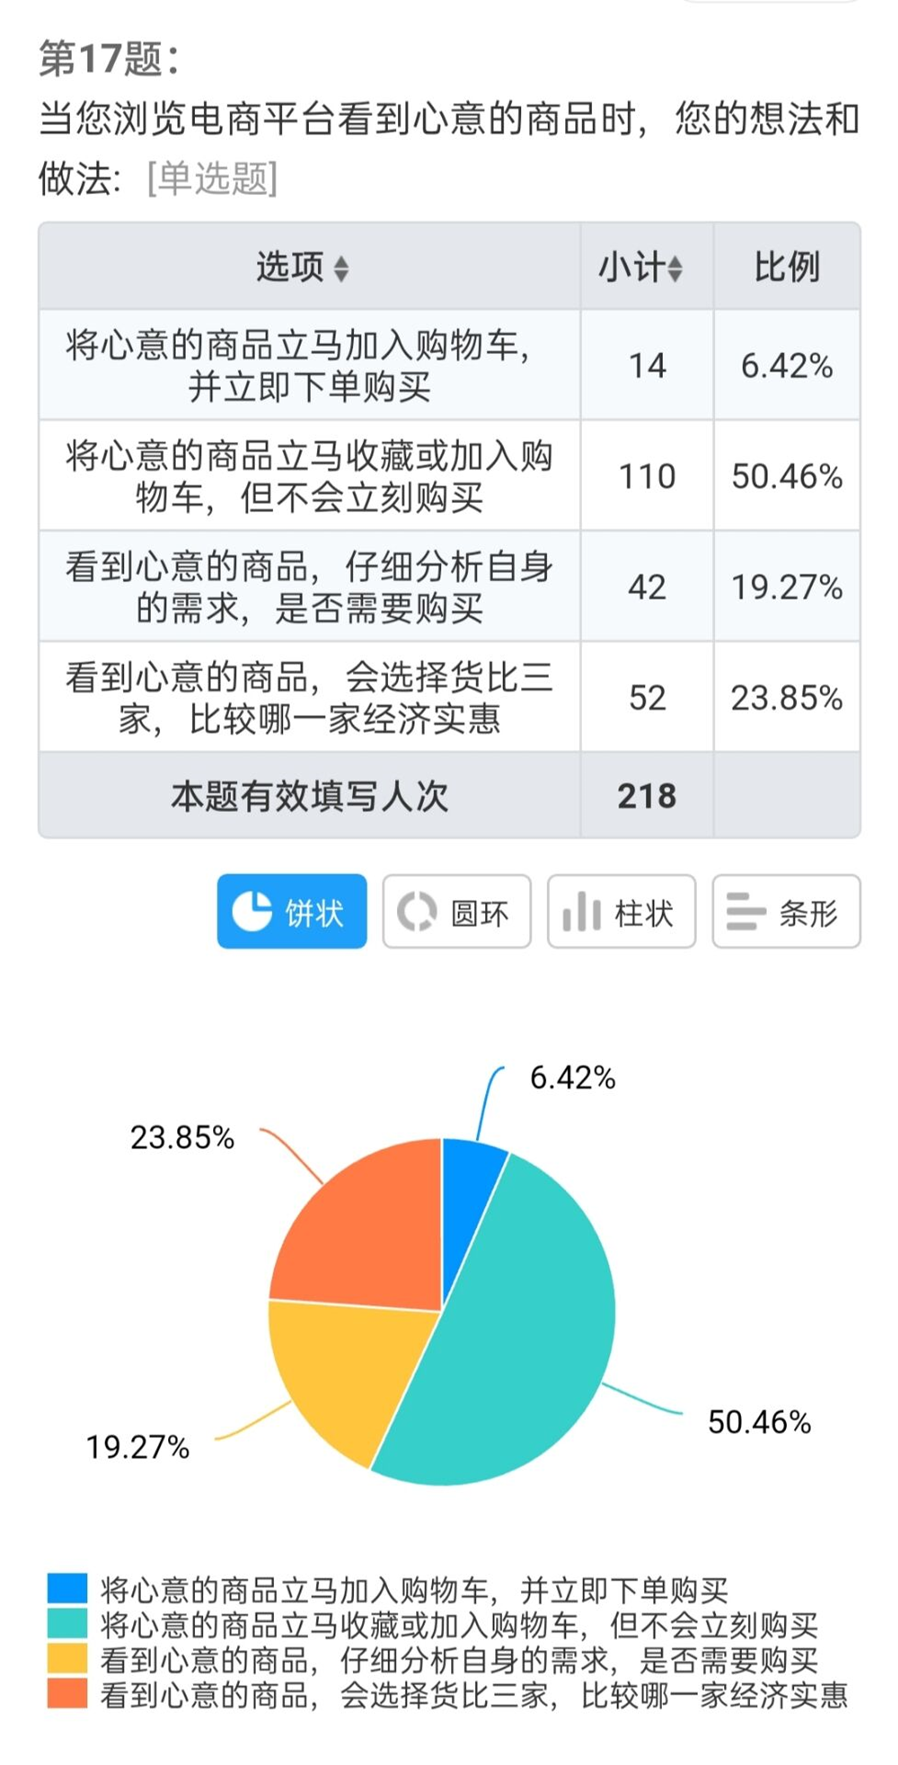 第17题：
当您浏览电商平台看到心意的商品时，您的想法和
做法: [单选题]
选项 小计 比例
将心意的商品立马加入购物车，
并立即下单购买
14 6.42%
将心意的商品立马收藏或加入购
物车，但不会立刻购买
110 50.46%
看到心意的商品，仔细分析自身
的需求，是否需要购买
42 19.27%
看到心意的商品，会选择货比三
家，比较哪一家经济实惠
52 23.85%
本题有效填写人次 218
饼状 圆环 柱状 条形
6.42%
23.85%
50.46%
19.27%
将心意的商品立马加入购物车，并立即下单购买
将心意的商品立马收藏或加入购物车，但不会立刻购买
看到心意的商品，仔细分析自身的需求，是否需要购买
看到心意的商品，会选择货比三家，比较哪一家经济实惠